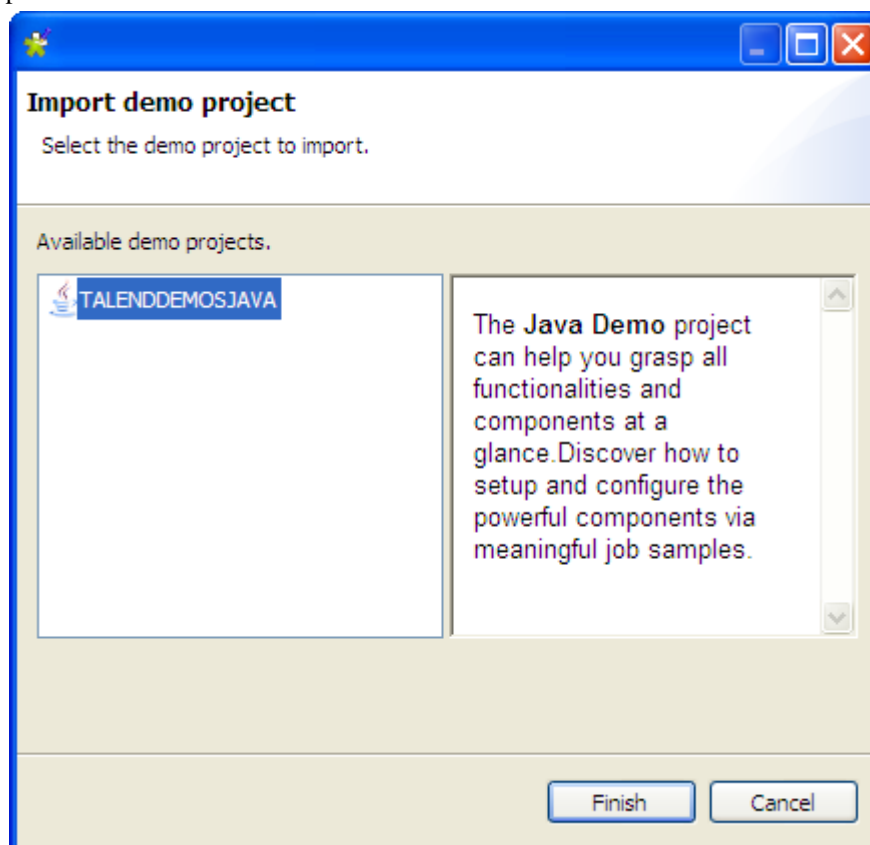 Import demo project
Select the demo project to import.
Available demo projects.
TALENDDEMOSJAVA
The Java Demo project
can help you grasp all
functionalities and
components at a
glance.Discover how to
setup and configure the
powerful components via
meaningful job samples.
Finish
Cancel